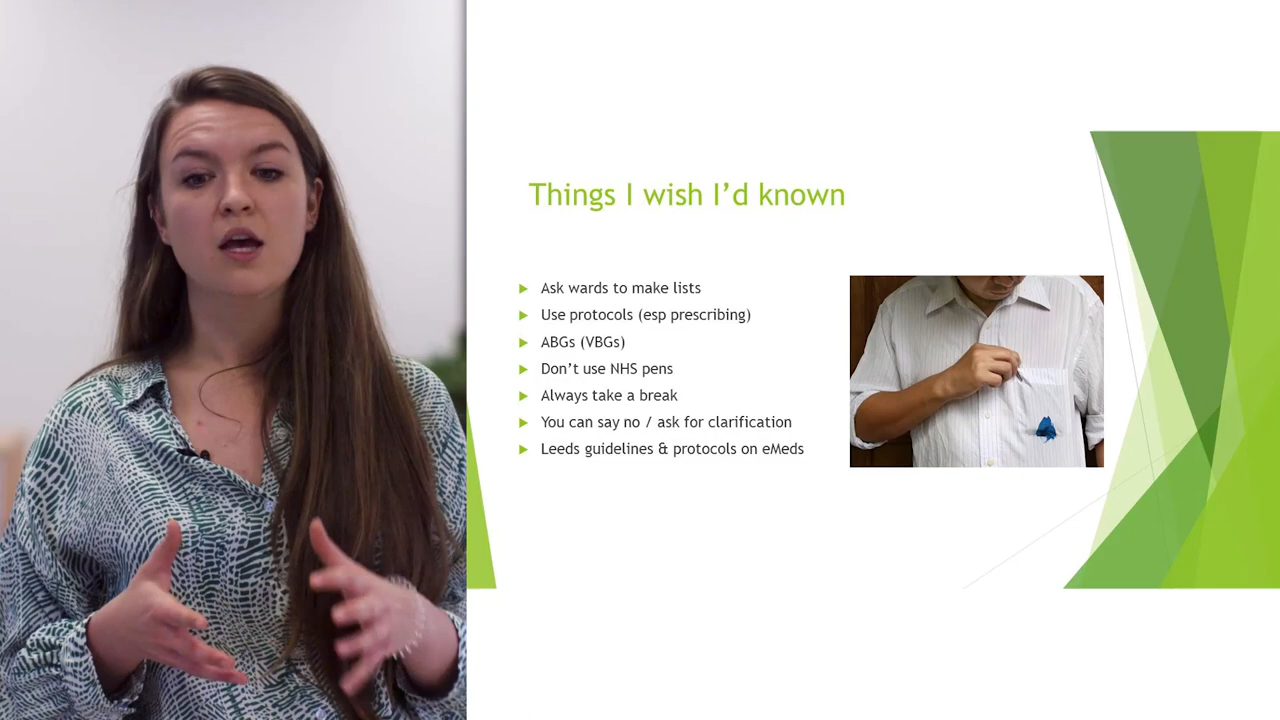 Things I wish I'd known
Ask wards to make lists
Use protocols (esp prescribing)
ABGs (VBGs)
Don't use NHS pens
Always take a break
You can say no / ask for clarification
Leeds guidelines & protocols on eMeds